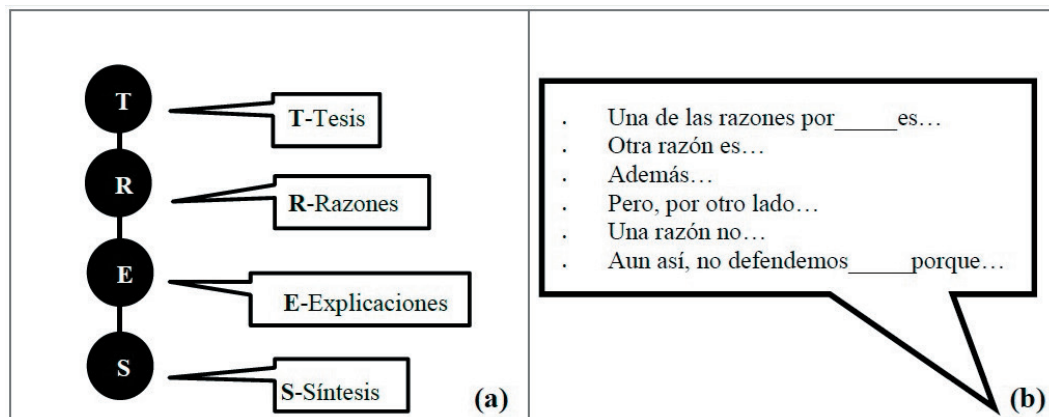 T
T-Tesis
R
R-Razones
E
E-Explicaciones
S
S-Síntesis
(a)
. Una de las razones por_____es…
. Otra razón es…
. Además…
. Pero, por otro lado…
. Una razón no…
. Aun así, no defendemos_____porque…
(b)